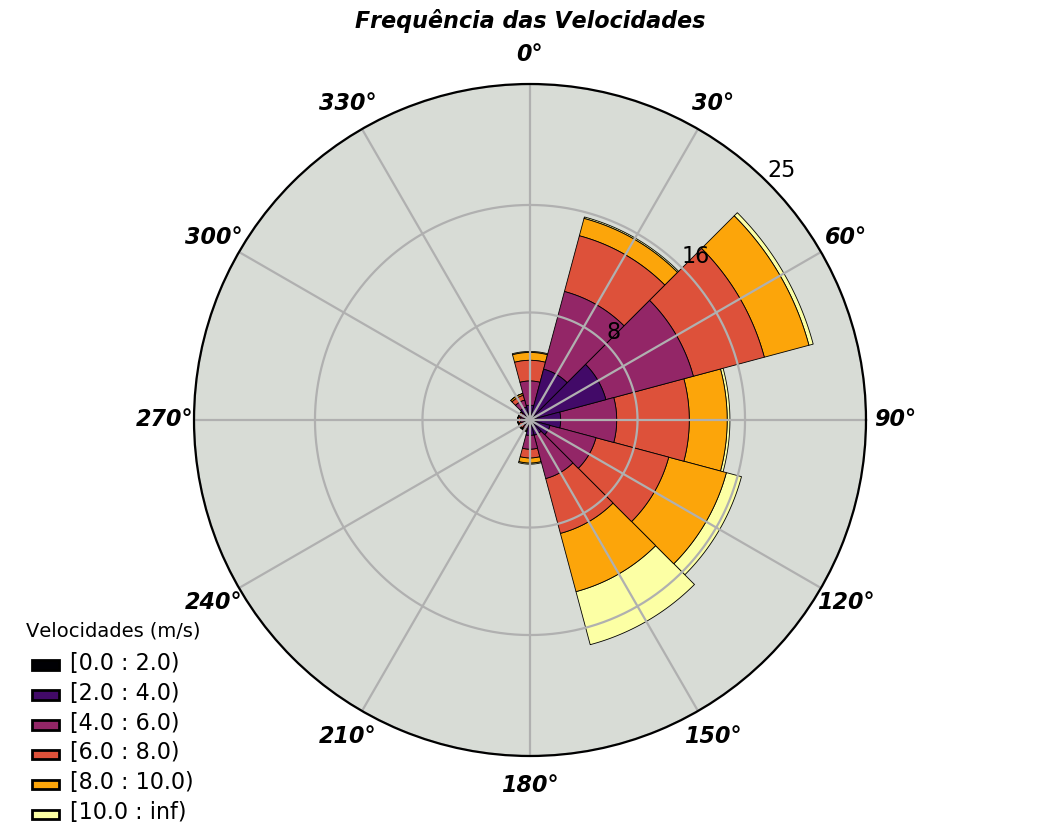 Frequência das Velocidades
0°
330°
30°
25
300°
60°
16
8
270°
90°
240°
120°
210°
150°
180°
Velocidades (m/s)
[0.0 : 2.0)
[2.0 : 4.0)
[4.0 : 6.0)
[6.0 : 8.0)
[8.0 : 10.0)
[10.0 : inf)